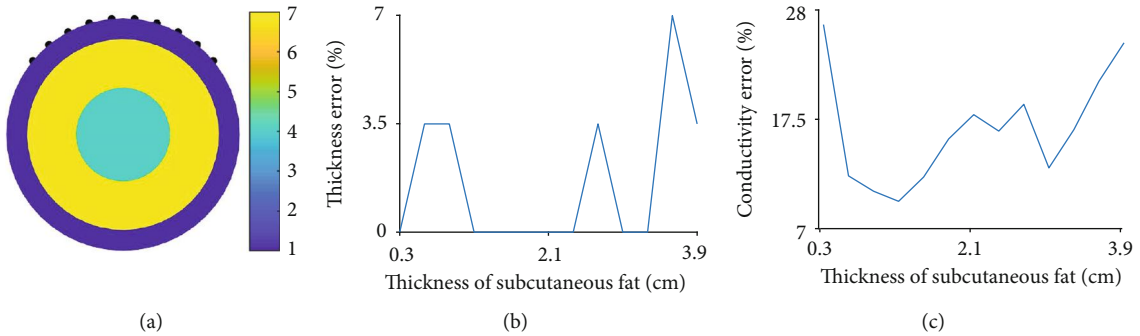 7
6
5
4
3
2
1
(a)
Thickness error (%)
7
3.5
0
0.3 2.1 3.9
Thickness of subcutaneous fat (cm)
(b)
Conductivity error (%)
28
17.5
7
0.3 2.1 3.9
Thickness of subcutaneous fat (cm)
(c)